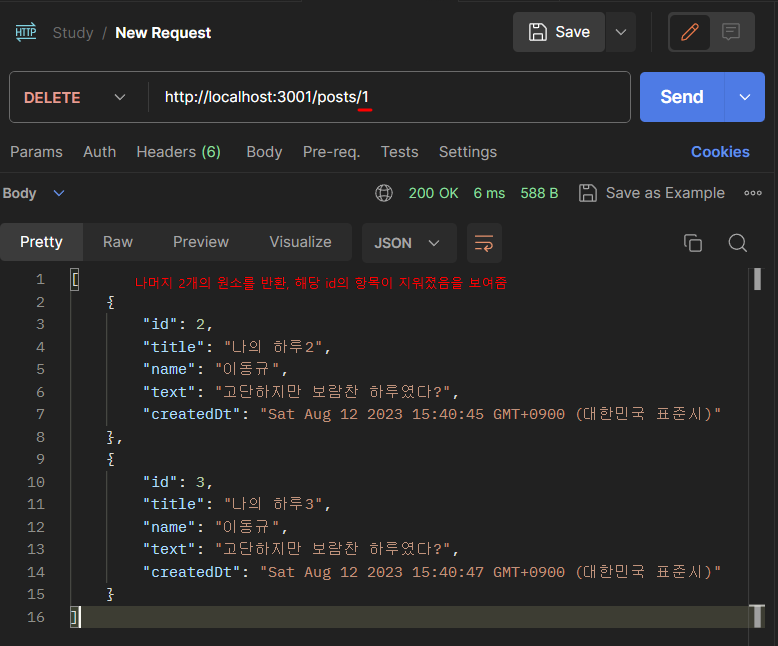 HTTP Study / New Request Save
DELETE http://localhost:3001/posts/1 Send
Params Auth Headers (6) Body Pre-req. Tests Settings Cookies
Body 200 OK 6 ms 588 B Save as Example
Pretty Raw Preview Visualize JSON
1 [ 나머지 2개의 원소를 반환, 해당 id의 항목이 지워졌음을 보여줌
2 {
3 "id": 2,
4 "title": "나의 하루2",
5 "name": "이동규",
6 "text": "고단하지만 보람찬 하루였다?",
7 "createdDt": "Sat Aug 12 2023 15:40:45 GMT+0900 (대한민국 표준시)"
8 },
9 {
10 "id": 3,
11 "title": "나의 하루3",
12 "name": "이동규",
13 "text": "고단하지만 보람찬 하루였다?",
14 "createdDt": "Sat Aug 12 2023 15:40:47 GMT+0900 (대한민국 표준시)"
15 }
16 ]